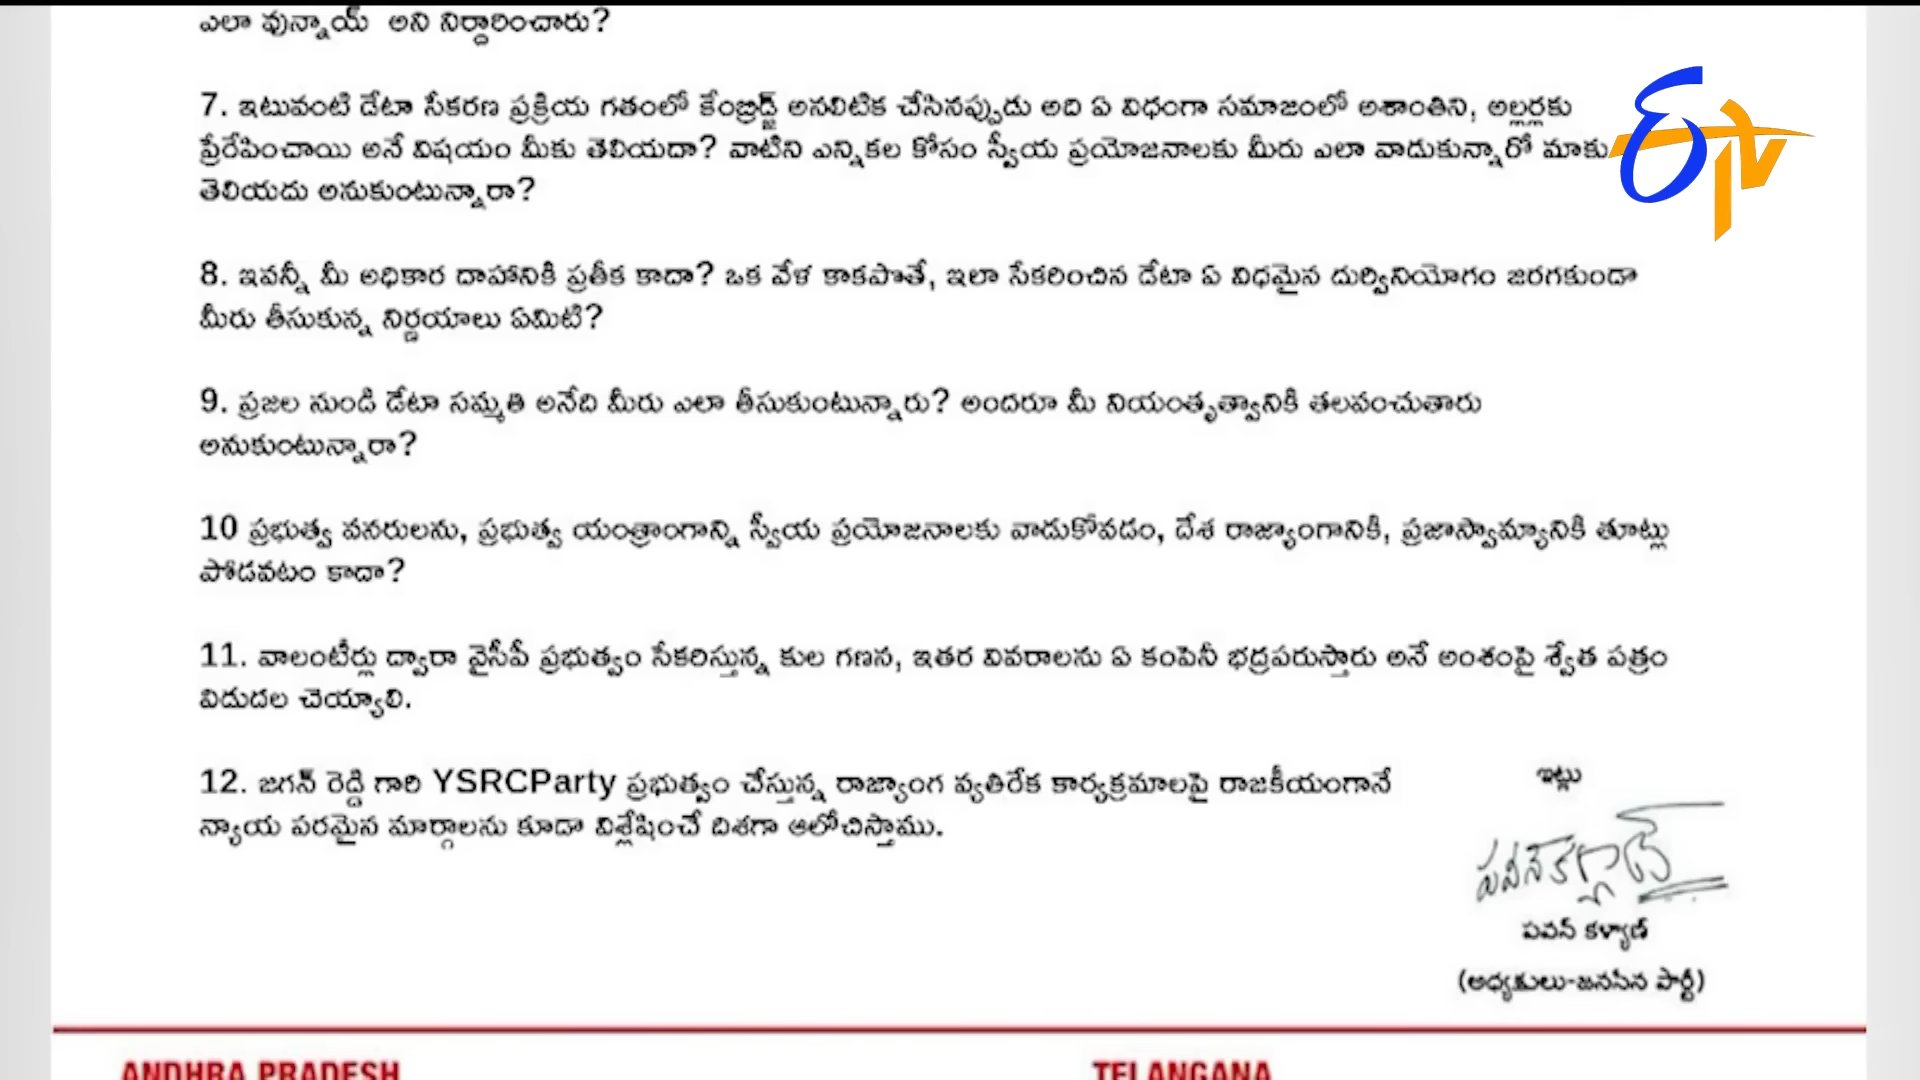 ఎలా వున్నాయ్ అని నిర్దారించారు?
7. ఇటువంటి డేటా సేకరణ ప్రక్రియ గతంలో కేంబ్రిడ్జ్ అనలిటిక చేసినప్పుడు అది ఏ విధంగా సమాజంలో అశాంతిని, అల్లర్లకు
ప్రేరేపించాయి అనే విషయం మీకు తెలియదా? వాటిని ఎన్నికల కోసం స్వీయ ప్రయోజనాలకు మీరు ఎలా వాడుకున్నారో మాకు
తెలియదు అనుకుంటున్నారా?
ETV
8. ఇవన్నీ మీ అధికార దాహానికి ప్రతీక కాదా? ఒక వేళ కాకపొతే, ఇలా సేకరించిన డేటా ఏ విధమైన దుర్వినియోగం జరగకుండా
మీరు తీసుకున్న నిర్ణయాలు ఏమిటి?
9. ప్రజల నుండి డేటా సమ్మతి అనేది మీరు ఎలా తీసుకుంటున్నారు? అందరూ మీ నియంతృత్వానికి తలవంచుతారు
అనుకుంటున్నారా?
10 ప్రభుత్వ వనరులను, ప్రభుత్వ యంత్రాంగాన్ని స్వీయ ప్రయోజనాలకు వాడుకోవడం, దేశ రాజ్యాంగానికీ, ప్రజాస్వామ్యానికి తూట్లు
పోడవటం కాదా?
11. వాలంటీర్లు ద్వారా వైసీపీ ప్రభుత్వం సేకరిస్తున్న కుల గణన, ఇతర వివరాలను ఏ కంపెనీ భద్రపరుస్తారు అనే అంశంపై శ్వేత పత్రం
విడుదల చెయ్యాలి.
12. జగన్ రెడ్డి గారి YSRCParty ప్రభుత్వం చేస్తున్న రాజ్యాంగ వ్యతిరేక కార్యక్రమాలపై రాజకీయంగానే
న్యాయ పరమైన మార్గాలను కూడా విశ్లేషించే దిశగా ఆలోచిస్తాము.
ఇట్లు
పవన్ కళ్యాణ్
(అధ్యక్షులు-జనసేన పార్టీ)
ANDHRA PRADESH
TELANGANA